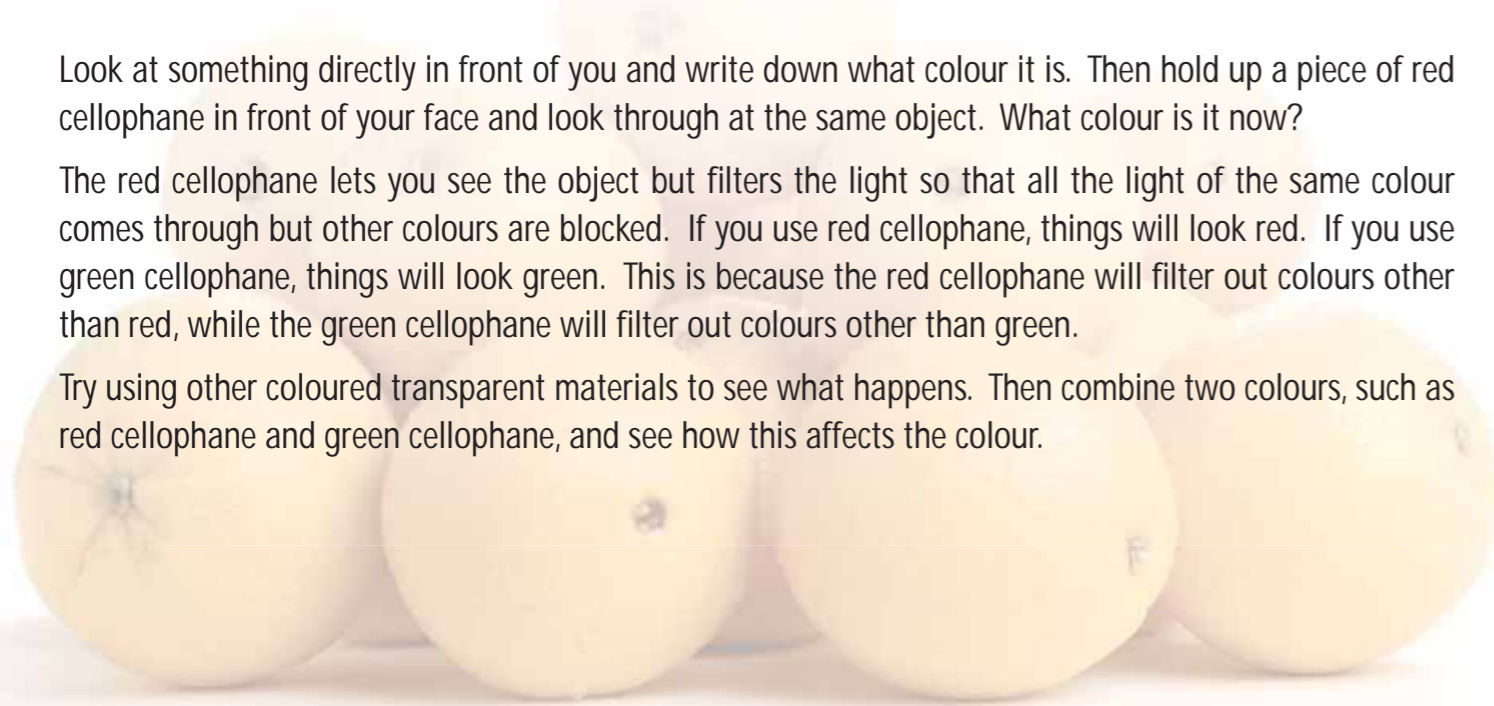 Look at something directly in front of you and write down what colour it is. Then hold up a piece of red
cellophane in front of your face and look through at the same object. What colour is it now?
The red cellophane lets you see the object but filters the light so that all the light of the same colour
comes through but other colours are blocked. If you use red cellophane, things will look red. If you use
green cellophane, things will look green. This is because the red cellophane will filter out colours other
than red, while the green cellophane will filter out colours other than green.
Try using other coloured transparent materials to see what happens. Then combine two colours, such as
red cellophane and green cellophane, and see how this affects the colour.